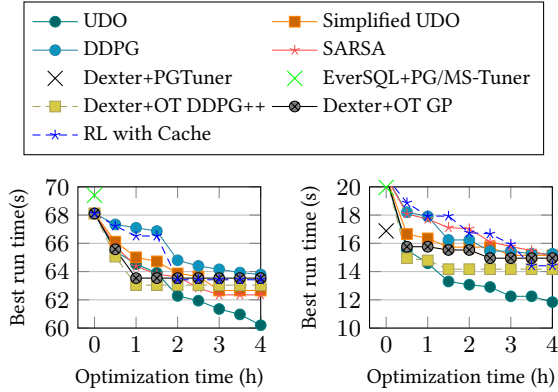 UDO
Simplified UDO
DDPG
SARSA
Dexter+PGTuner
EverSQL+PG/MS-Tuner
Dexter+OT DDPG++
Dexter+OT GP
RL with Cache
Best run time(s)
70
68
66
64
62
60
0 1 2 3 4
Optimization time (h)
Best run time (s)
20
18
16
14
12
10
0 1 2 3 4
Optimization time (h)